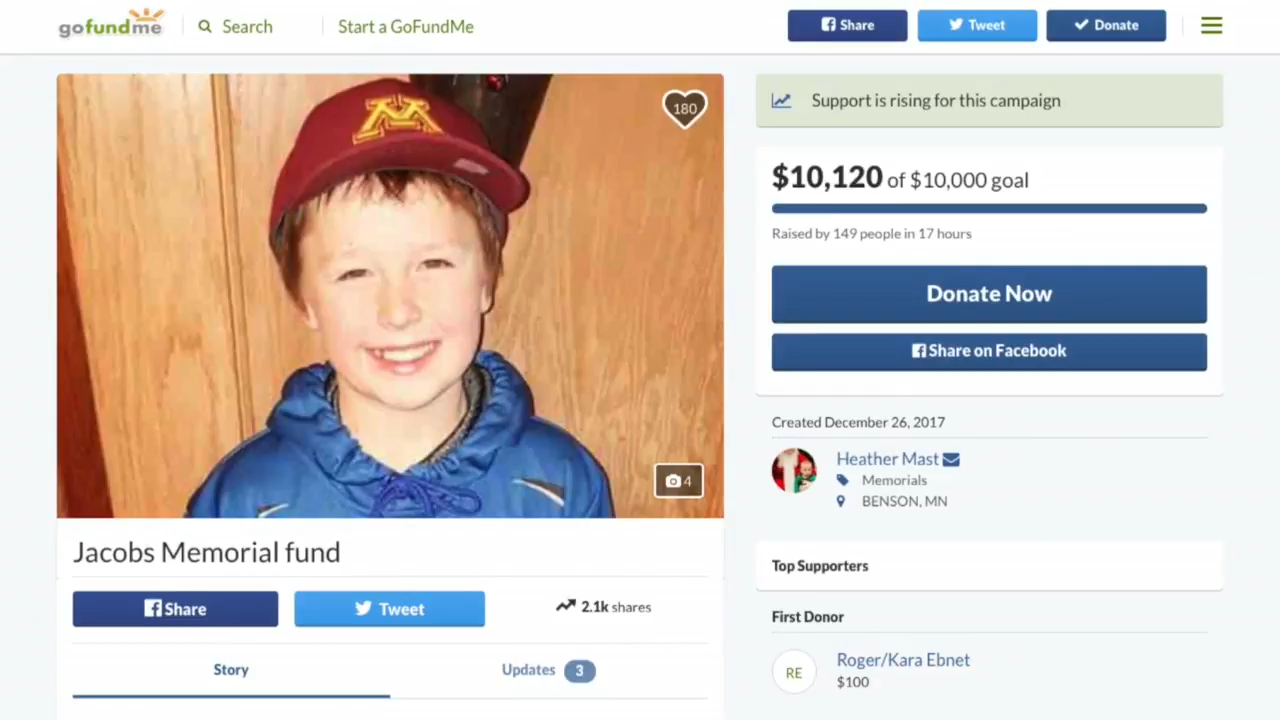 gofundme
Search
Start a GoFundMe
Share
Tweet
Donate
M
180
4
Jacobs Memorial fund
Share
Tweet
2.1k shares
Story
Updates 3
Support is rising for this campaign
$10,120 of $10,000 goal
Raised by 149 people in 17 hours
Donate Now
Share on Facebook
Created December 26, 2017
Heather Mast
Memorials
BENSON, MN
Top Supporters
First Donor
RE
Roger/Kara Ebnet
$100